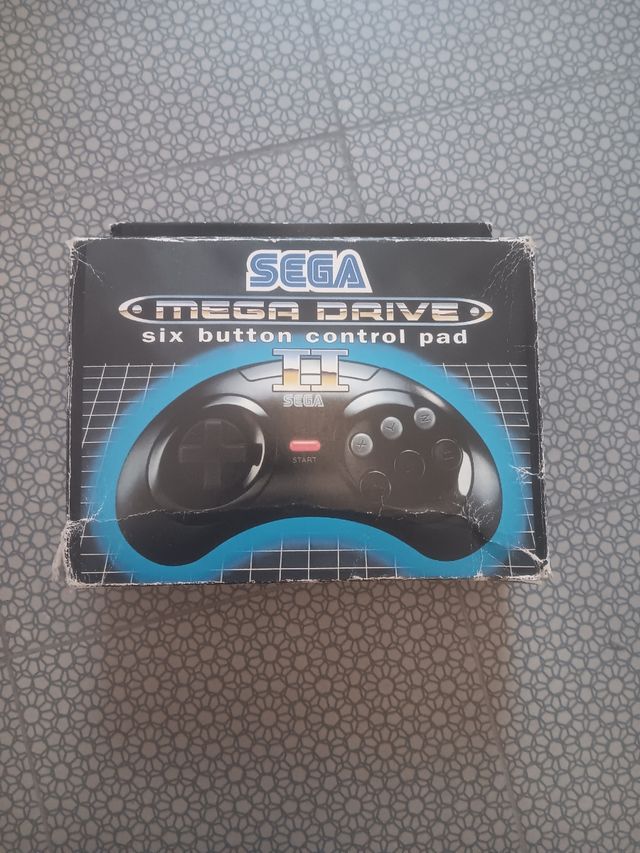 SEGA
MEGA DRIVE
six button control pad
II
SEGA
START
X Y Z